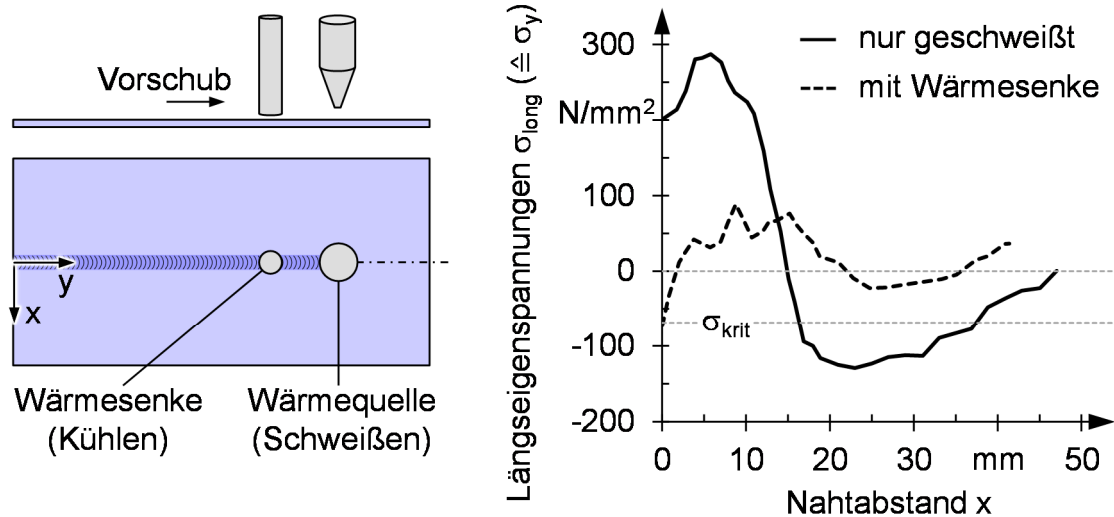 Vorschub
y
x
Wärmesenke
(Kühlen)
Wärmequelle
(Schweißen)
Längseigenspannungen σlong (≙ σy)
300
N/mm²
100
0
-100
-200
σkrit
nur geschweißt
mit Wärmesenke
0 10 20 30 mm 50
Nahtabstand x